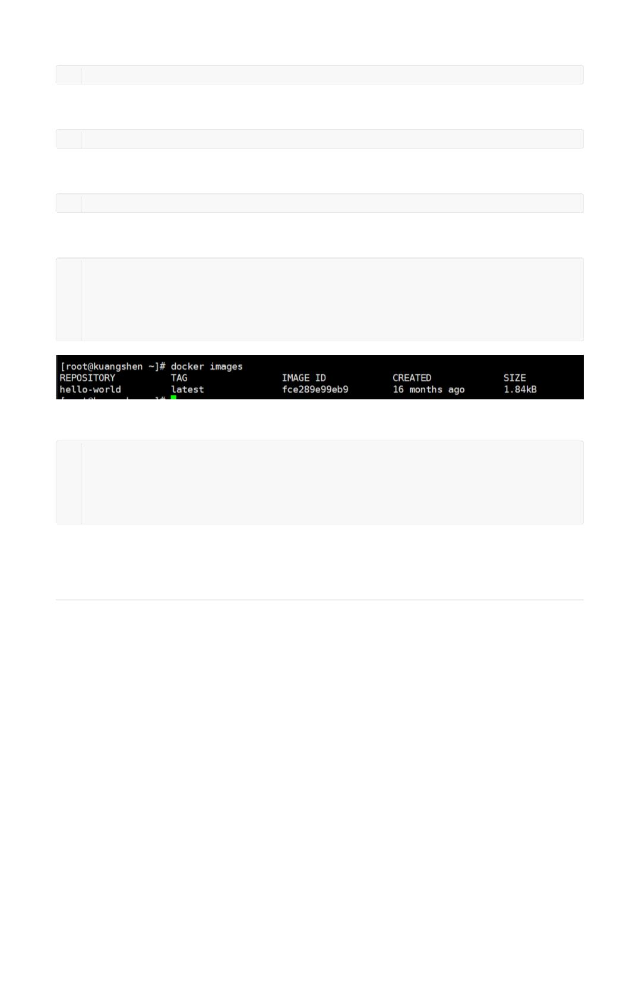 [root@kuangshen ~]# docker images
REPOSITORY TAG IMAGE ID CREATED SIZE
hello-world latest fce289e99eb9 16 months ago 1.84kB